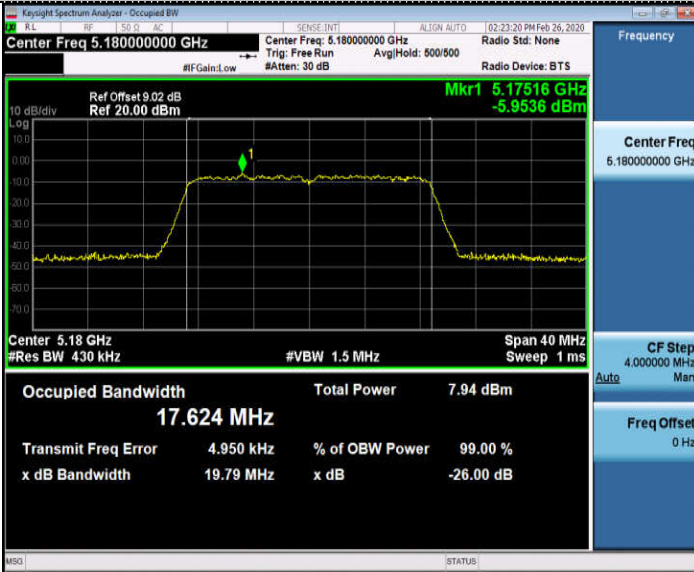 Keysight Spectrum Analyzer - Occupied BW
RL RF 50 Ω AC SENSE:INT ALIGN AUTO 02:23:20 PM Feb 26, 2020
Center Freq 5.180000000 GHz
Center Freq: 5.180000000 GHz
Radio Std: None
Trig: Free Run Avg|Hold: 500/500
#IFGain:Low
#Atten: 30 dB
Radio Device: BTS
Frequency
Mkr1 5.17516 GHz
-5.9536 dBm
Ref Offset 9.02 dB
10 dB/div Ref 20.00 dBm
Log
10.0
0.00
-10.0
-20.0
-30.0
-40.0
-50.0
-60.0
-70.0
1
Center 5.18 GHz Span 40 MHz
#Res BW 430 kHz #VBW 1.5 MHz Sweep 1 ms
Center Freq
5.180000000 GHz
CF Step
4.000000 MHz
Auto Man
Freq Offset
0 Hz
Occupied Bandwidth Total Power 7.94 dBm
17.624 MHz
Transmit Freq Error 4.950 kHz % of OBW Power 99.00 %
x dB Bandwidth 19.79 MHz x dB -26.00 dB
MSG STATUS